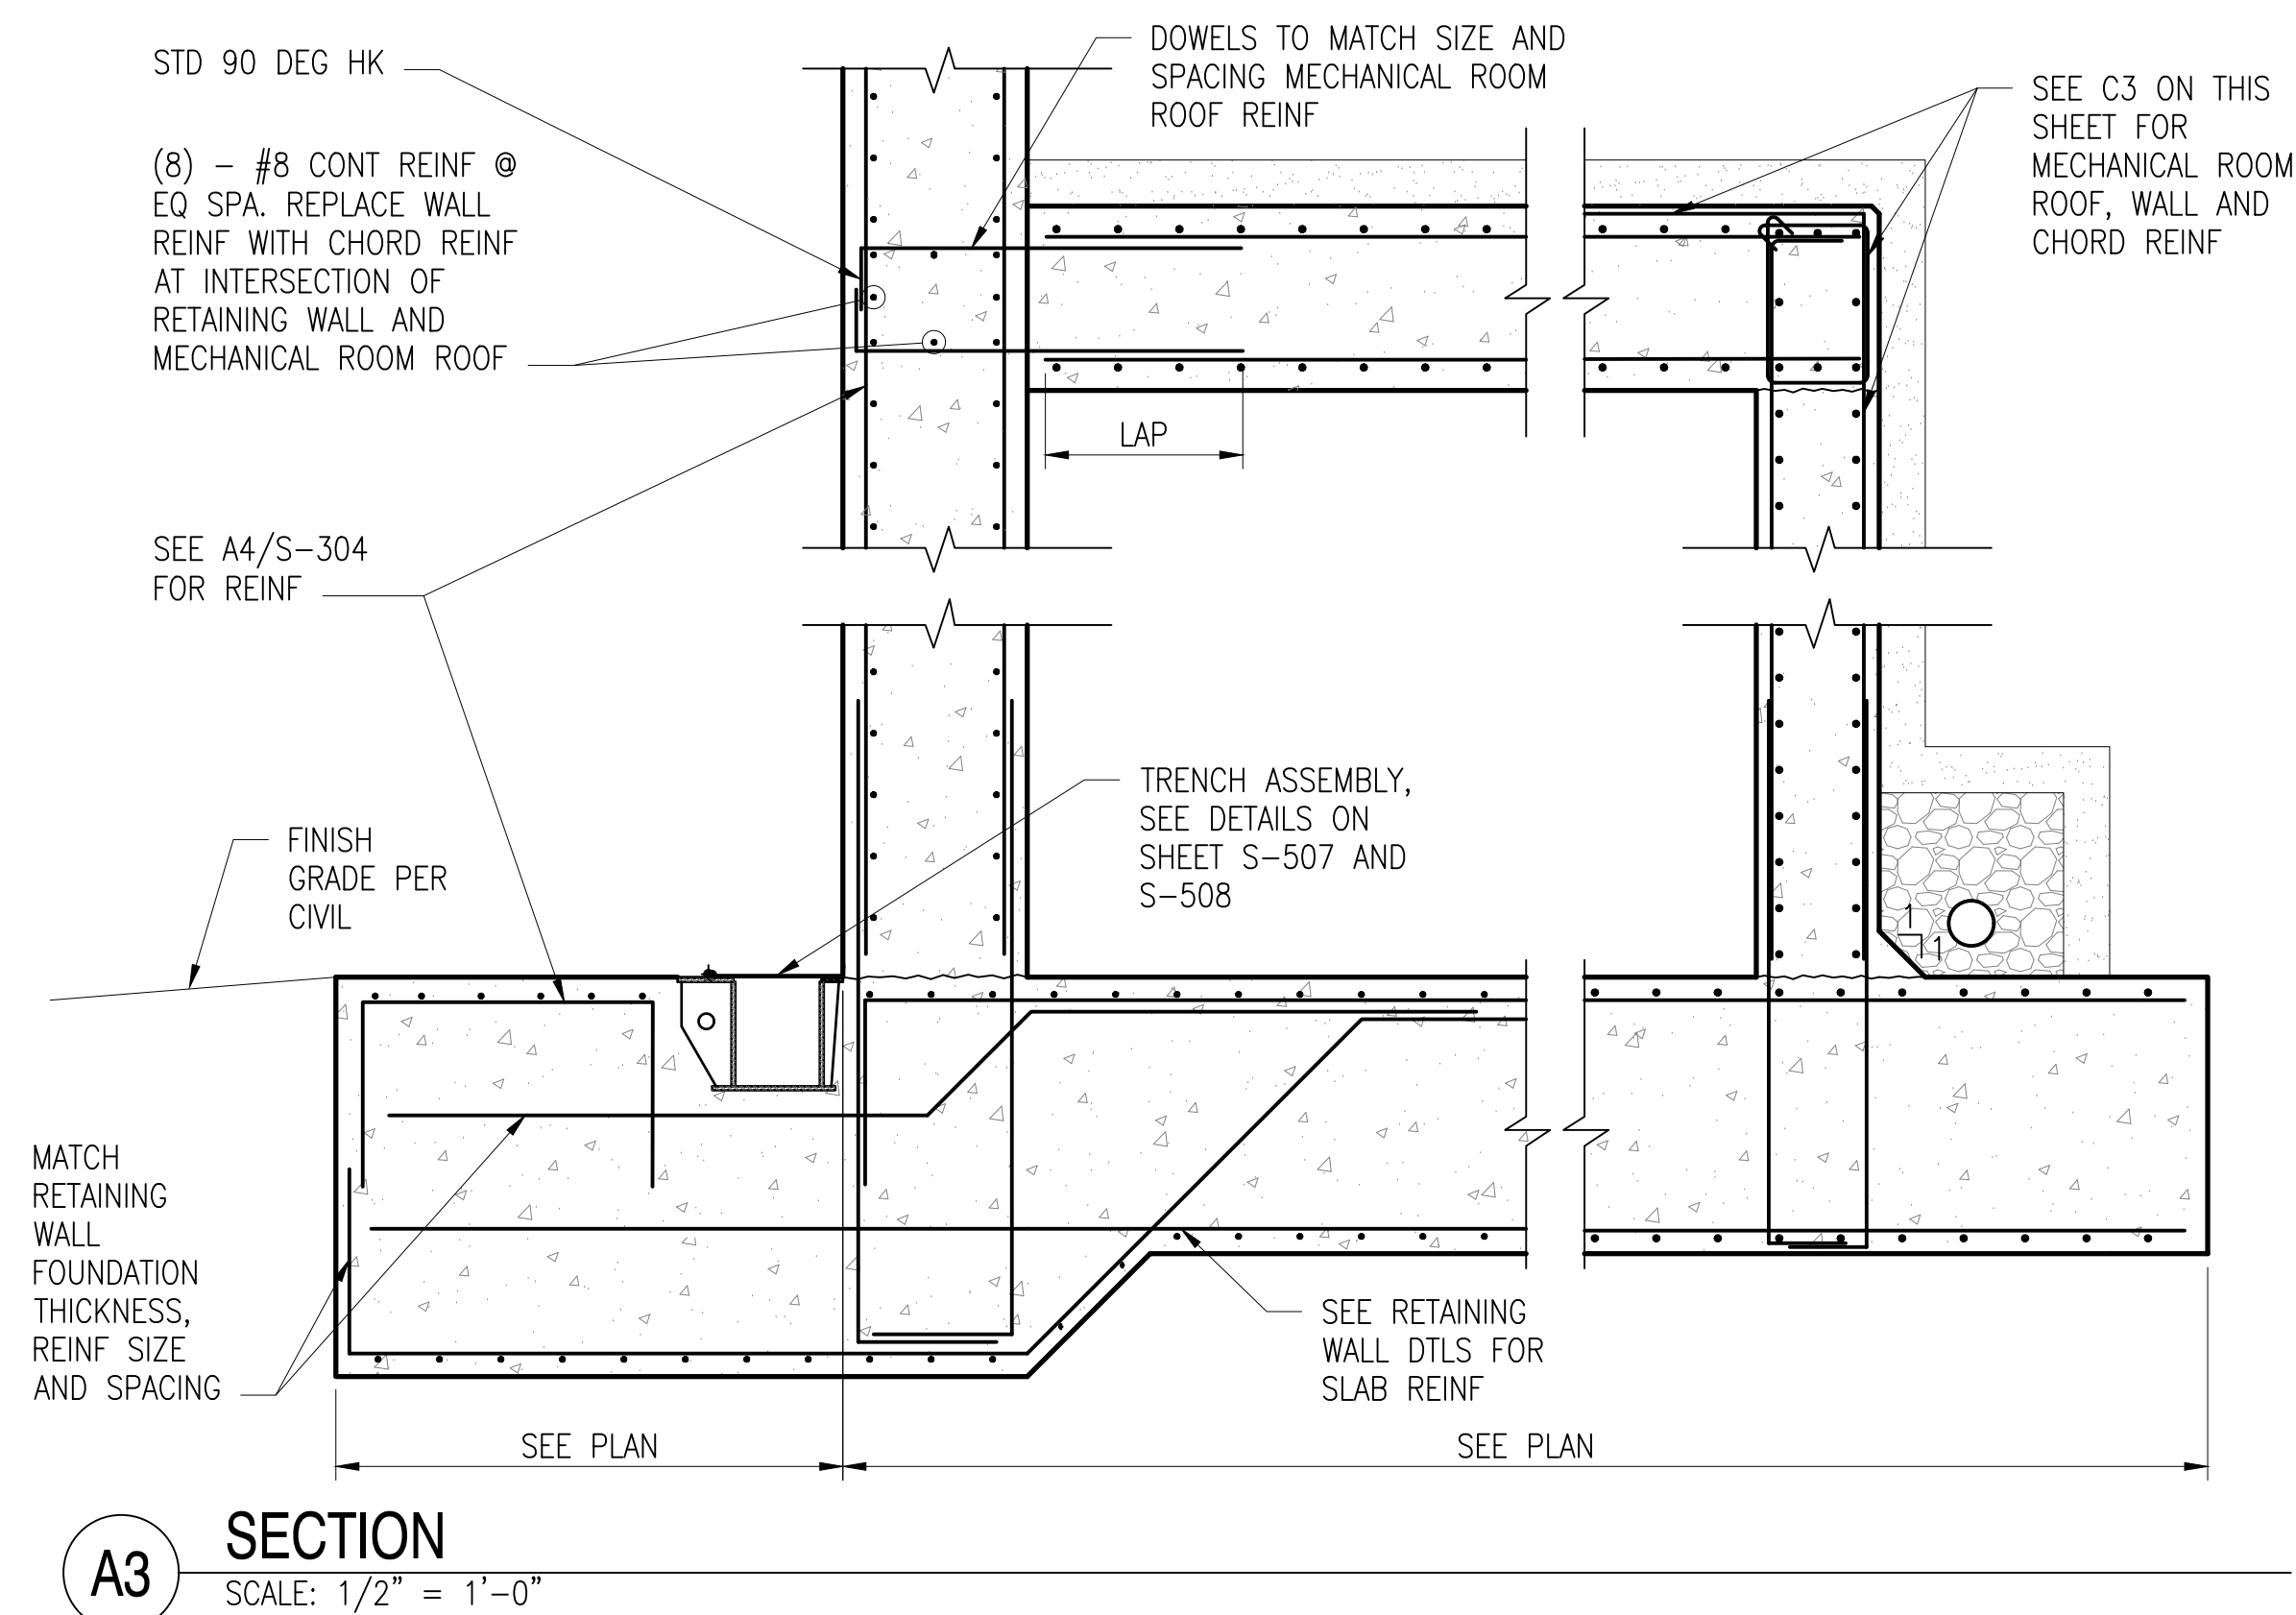 STD 90 DEG HK
(8) – #8 CONT REINF @
EQ SPA. REPLACE WALL
REINF WITH CHORD REINF
AT INTERSECTION OF
RETAINING WALL AND
MECHANICAL ROOM ROOF
DOWELS TO MATCH SIZE AND
SPACING MECHANICAL ROOM
ROOF REINF
SEE C3 ON THIS
SHEET FOR
MECHANICAL ROOM
ROOF, WALL AND
CHORD REINF
LAP
SEE A4/S–304
FOR REINF
FINISH
GRADE PER
CIVIL
TRENCH ASSEMBLY,
SEE DETAILS ON
SHEET S–507 AND
S–508
1
1
MATCH
RETAINING
WALL
FOUNDATION
THICKNESS,
REINF SIZE
AND SPACING
SEE RETAINING
WALL DTLS FOR
SLAB REINF
SEE PLAN
SEE PLAN
A3
SECTION
SCALE: 1/2" = 1'–0"